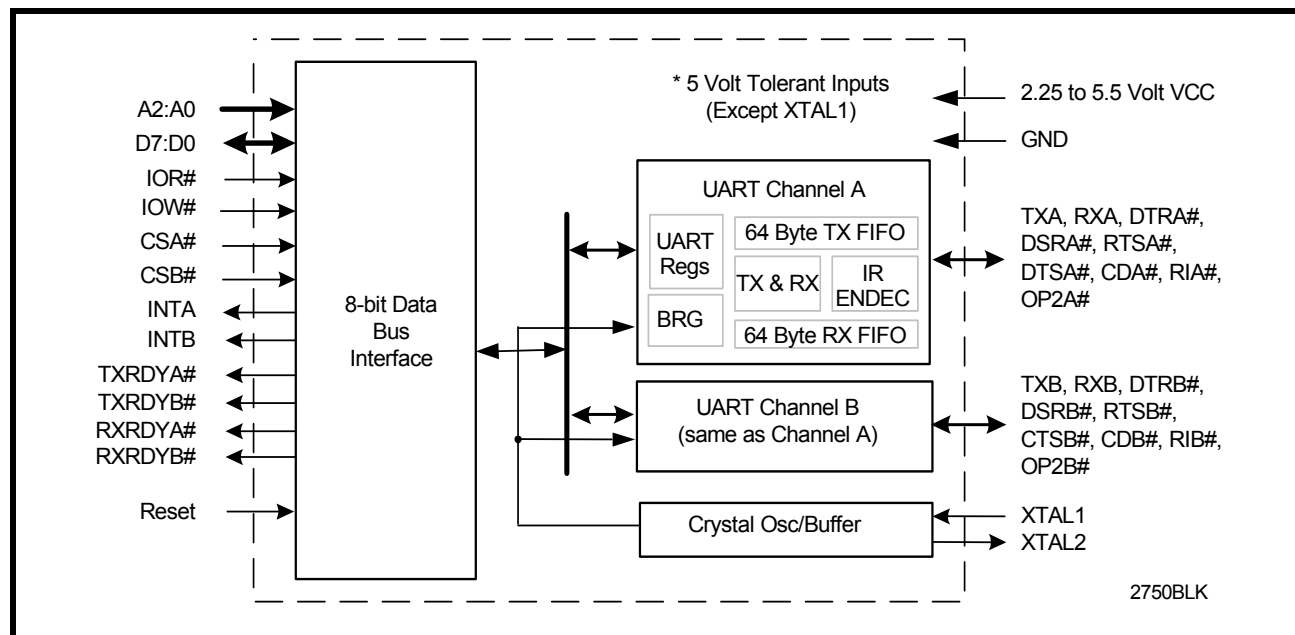 A2:A0
D7:D0
IOR#
IOW#
CSA#
CSB#
INTA
INTB
TXRDYA#
TXRDYB#
RXRDYA#
RXRDYB#
Reset
8-bit Data
Bus
Interface
* 5 Volt Tolerant Inputs
(Except XTAL1)
UART Channel A
UART
Regs
64 Byte TX FIFO
TX & RX
IR
ENDEC
BRG
64 Byte RX FIFO
UART Channel B
(same as Channel A)
Crystal Osc/Buffer
2.25 to 5.5 Volt VCC
GND
TXA, RXA, DTRA#,
DSRA#, RTSA#,
DTSA#, CDA#, RIA#,
OP2A#
TXB, RXB, DTRB#,
DSRB#, RTSB#,
CTSB#, CDB#, RIB#,
OP2B#
XTAL1
XTAL2
2750BLK